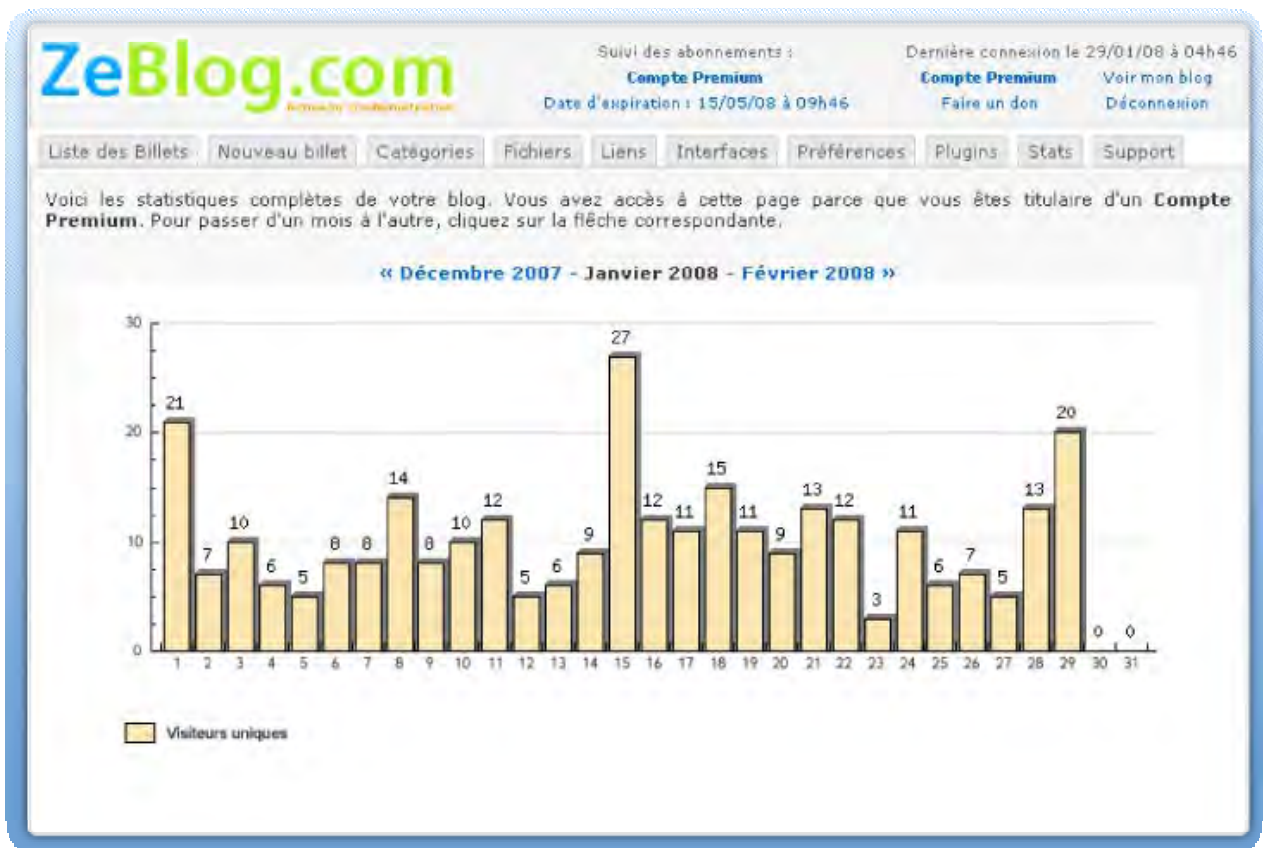 ZeBlog.com
Suivi des abonnements :
Compte Premium
Date d'expiration : 15/05/08 à 09h46
Dernière connexion le 29/01/08 à 04h46
Compte Premium Voir mon blog
Faire un don Déconnexion
Liste des Billets Nouveau billet Catégories Fichiers Liens Interfaces Préférences Plugins Stats Support
Voici les statistiques complètes de votre blog. Vous avez accès à cette page parce que vous êtes titulaire d'un Compte
Premium. Pour passer d'un mois à l'autre, cliquez sur la flêche correspondante.
« Décembre 2007 - Janvier 2008 - Février 2008 »
30
20
10
0
21 7 10 6 5 8 8 14 8 10 12 5 6 9 27 12 11 15 11 9 13 12 3 11 6 7 5 13 20 0 0
1 2 3 4 5 6 7 8 9 10 11 12 13 14 15 16 17 18 19 20 21 22 23 24 25 26 27 28 29 30 31
Visiteurs uniques